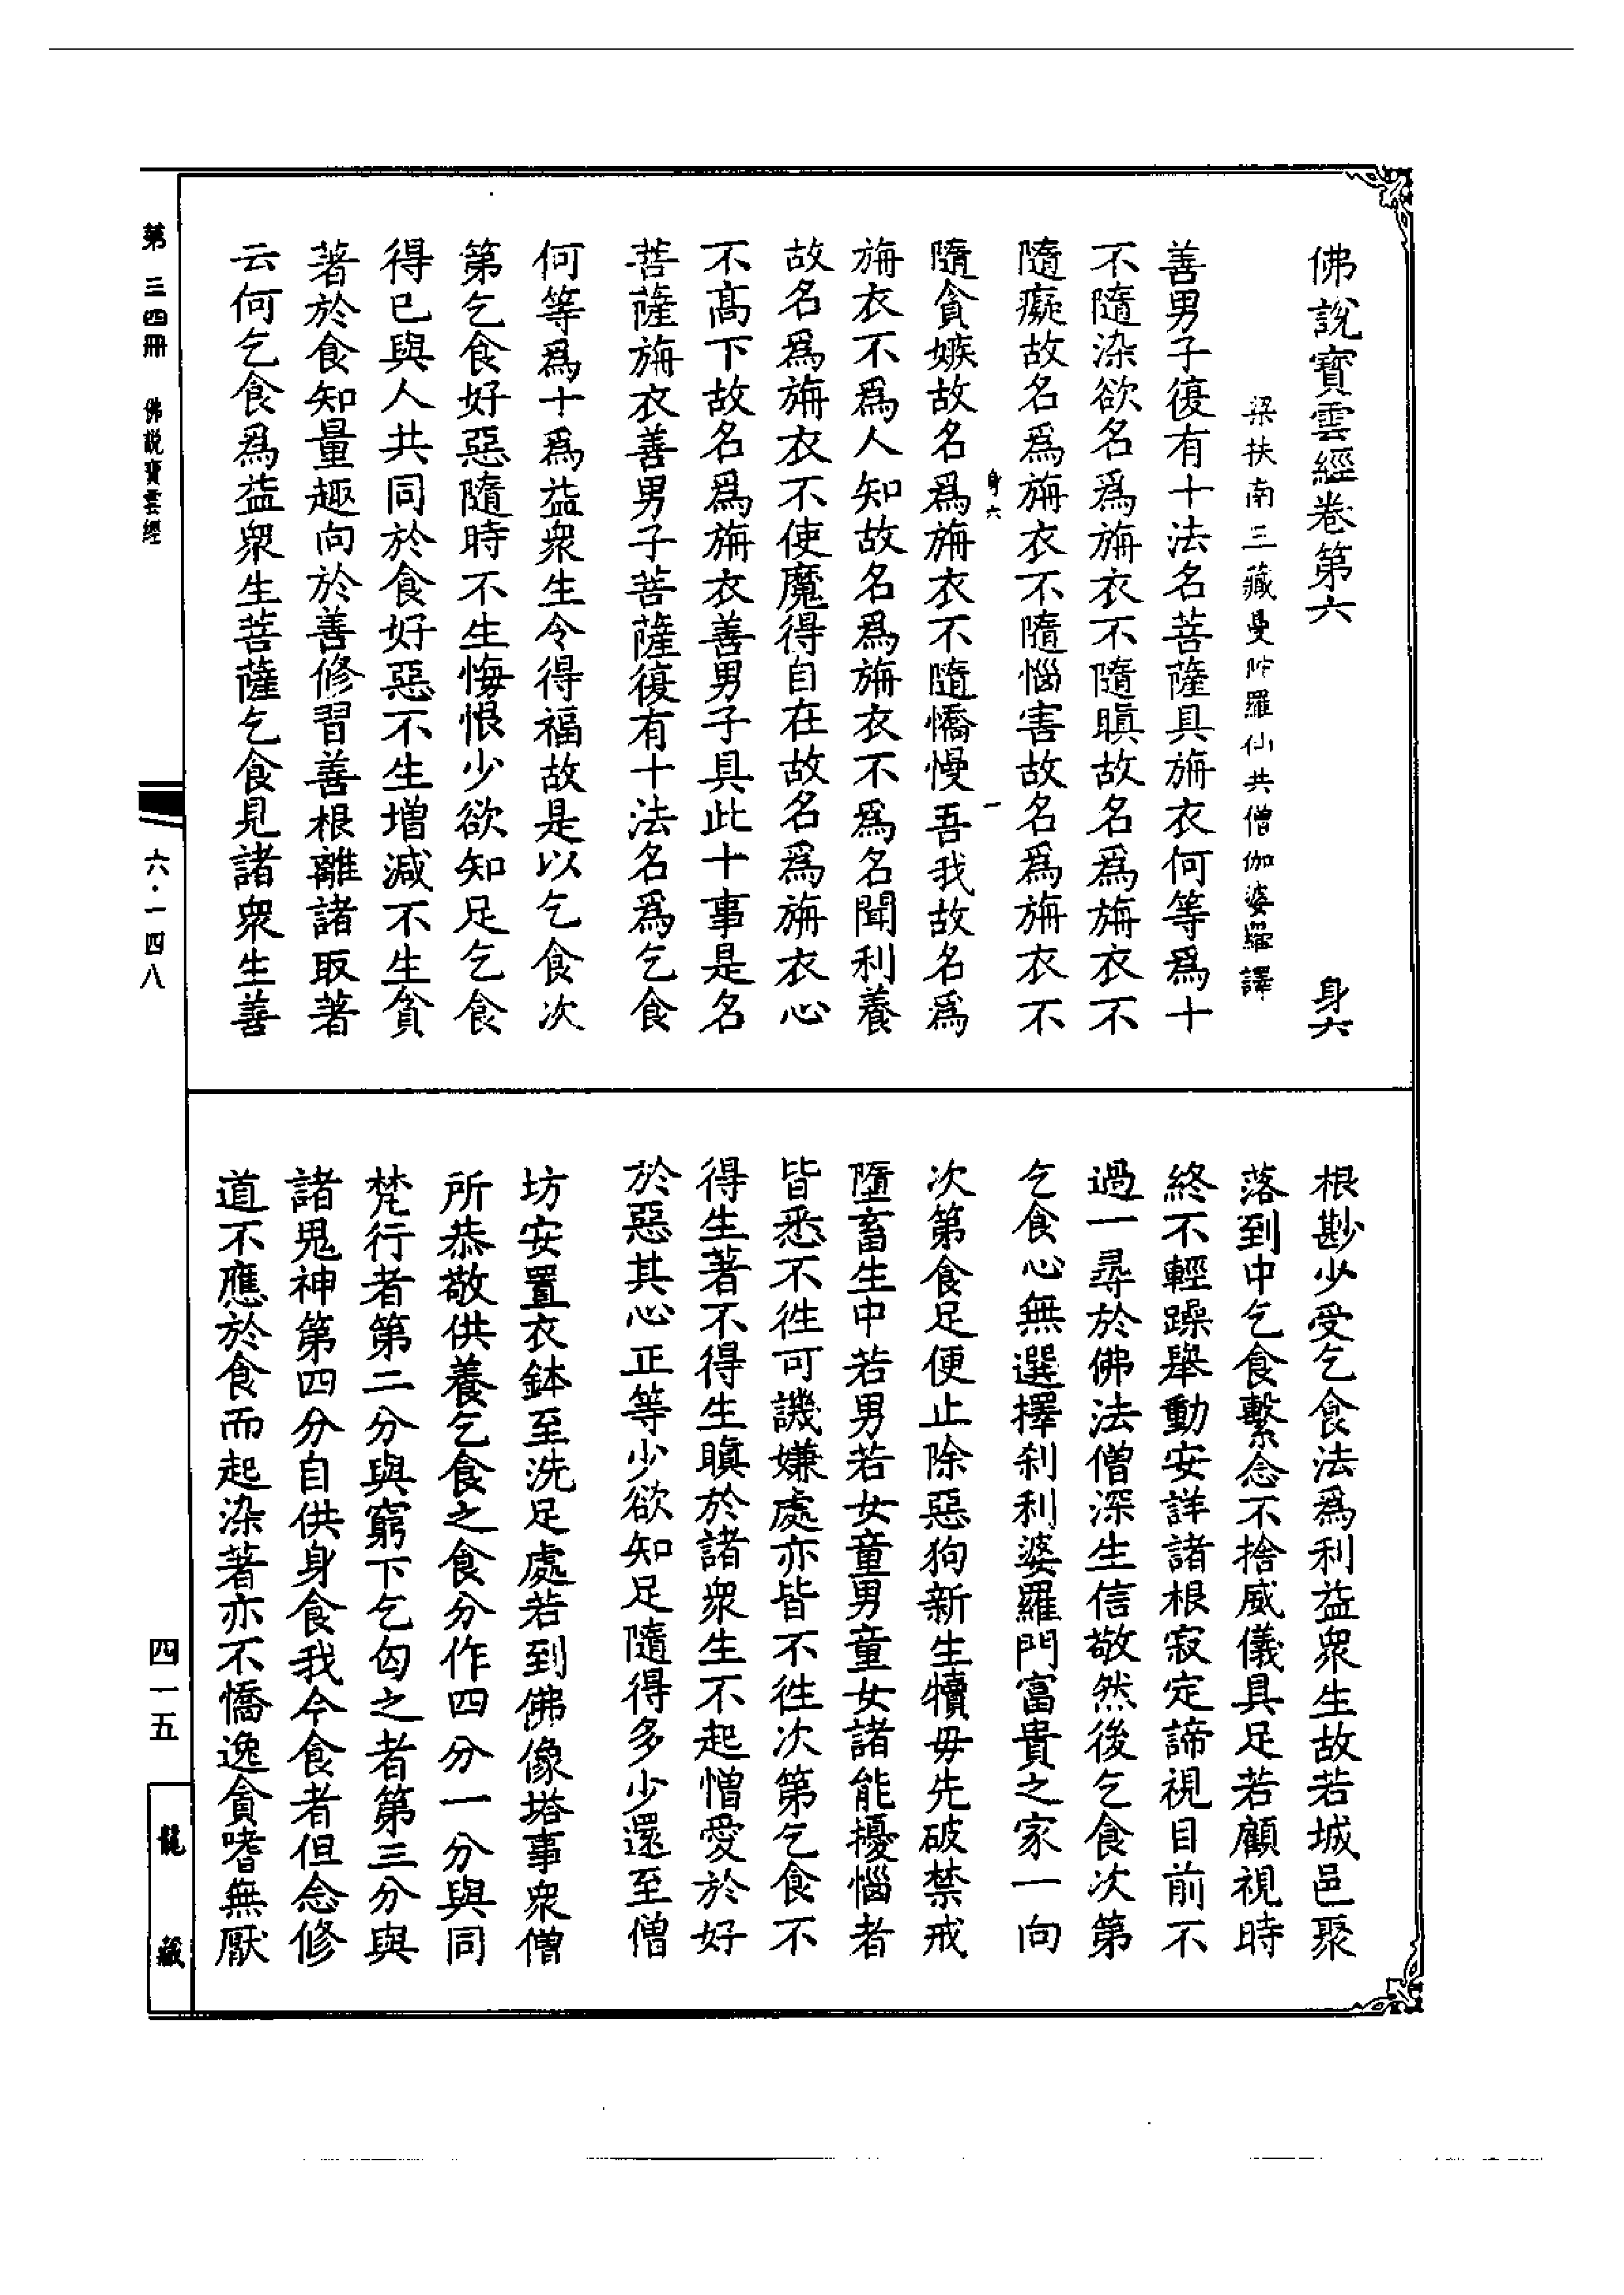 佛說寶雲經卷第六　身六
梁扶南三藏曼陀羅仙共僧伽婆羅譯
善男子復有十法名菩薩具旃衣何等爲十
不隨染欲名爲旃衣不隨瞋故名爲旃衣不
隨癡故名爲旃衣不隨惱害故名爲旃衣不
身六　一
隨貪嫉故名爲旃衣不隨憍慢吾我故名爲
旃衣不爲人知故名爲旃衣不爲名聞利養
故名爲旃衣不使魔得自在故名爲旃衣心
不高下故名爲旃衣善男子具此十事是名
菩薩旃衣善男子菩薩復有十法名爲乞食
何等爲十爲益衆生令得福故是以乞食次
第乞食好惡隨時不生悔恨少欲知足乞食
得已與人共同於食好惡不生增減不生貪
著於食知量趣向於善修習善根離諸取著
云何乞食爲益衆生菩薩乞食見諸衆生善
根尠少受乞食法爲利益衆生故若城邑聚
落到中乞食繫念不捨威儀具足若顧視時
終不輕躁舉動安詳諸根寂定諦視目前不
過一尋於佛法僧深生信敬然後乞食次第
乞食心無選擇刹利婆羅門富貴之家一向
次第食足便止除惡狗新生犢毋先破禁戒
墮畜生中若男若女童男童女諸能擾惱者
皆悉不往可譏嫌處亦皆不往次第乞食不
得生著不得生瞋於諸衆生不起憎愛於好
於惡其心正等少欲知足隨得多少還至僧
坊安置衣鉢至洗足處若到佛像塔事衆僧
所恭敬供養乞食之食分作四分一分與同
梵行者第二分與窮下乞匃之者第三分與
諸鬼神第四分自供身食我今食者但念修
道不應於食而起染著亦不憍逸貪嗜無厭
第三四冊　佛說寶雲經
六·一四八
四一五
龍藏